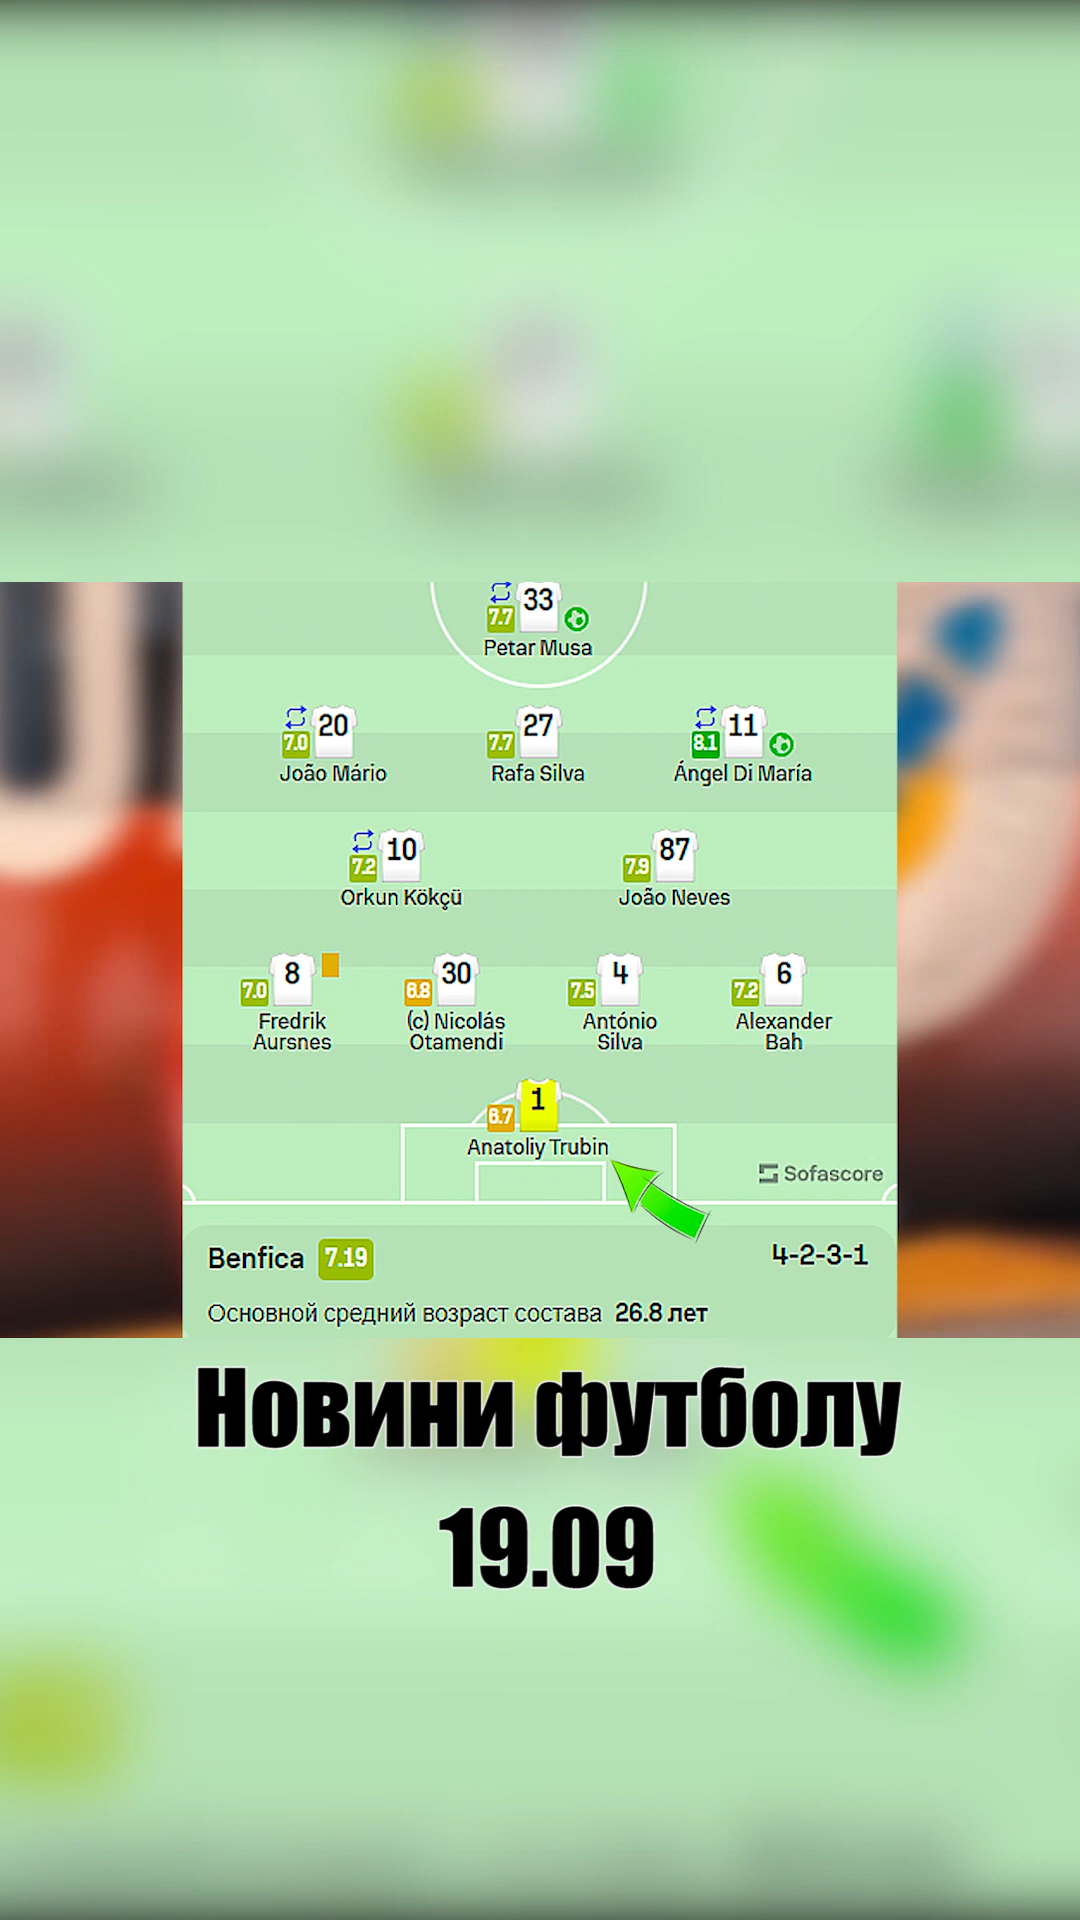 33
7.7
Petar Musa
20
7.0
João Mário
27
7.7
Rafa Silva
11
8.1
Ángel Di María
10
7.2
Orkun Kökçü
87
7.9
João Neves
8
7.0
Fredrik
Aursnes
30
6.8
(c) Nicolás
Otamendi
4
7.5
António
Silva
6
7.2
Alexander
Bah
1
6.7
Anatoliy Trubin
Sofascore
Benfica 7.19
4-2-3-1
Основной средний возраст состава 26.8 лет
Новини футболу
19.09